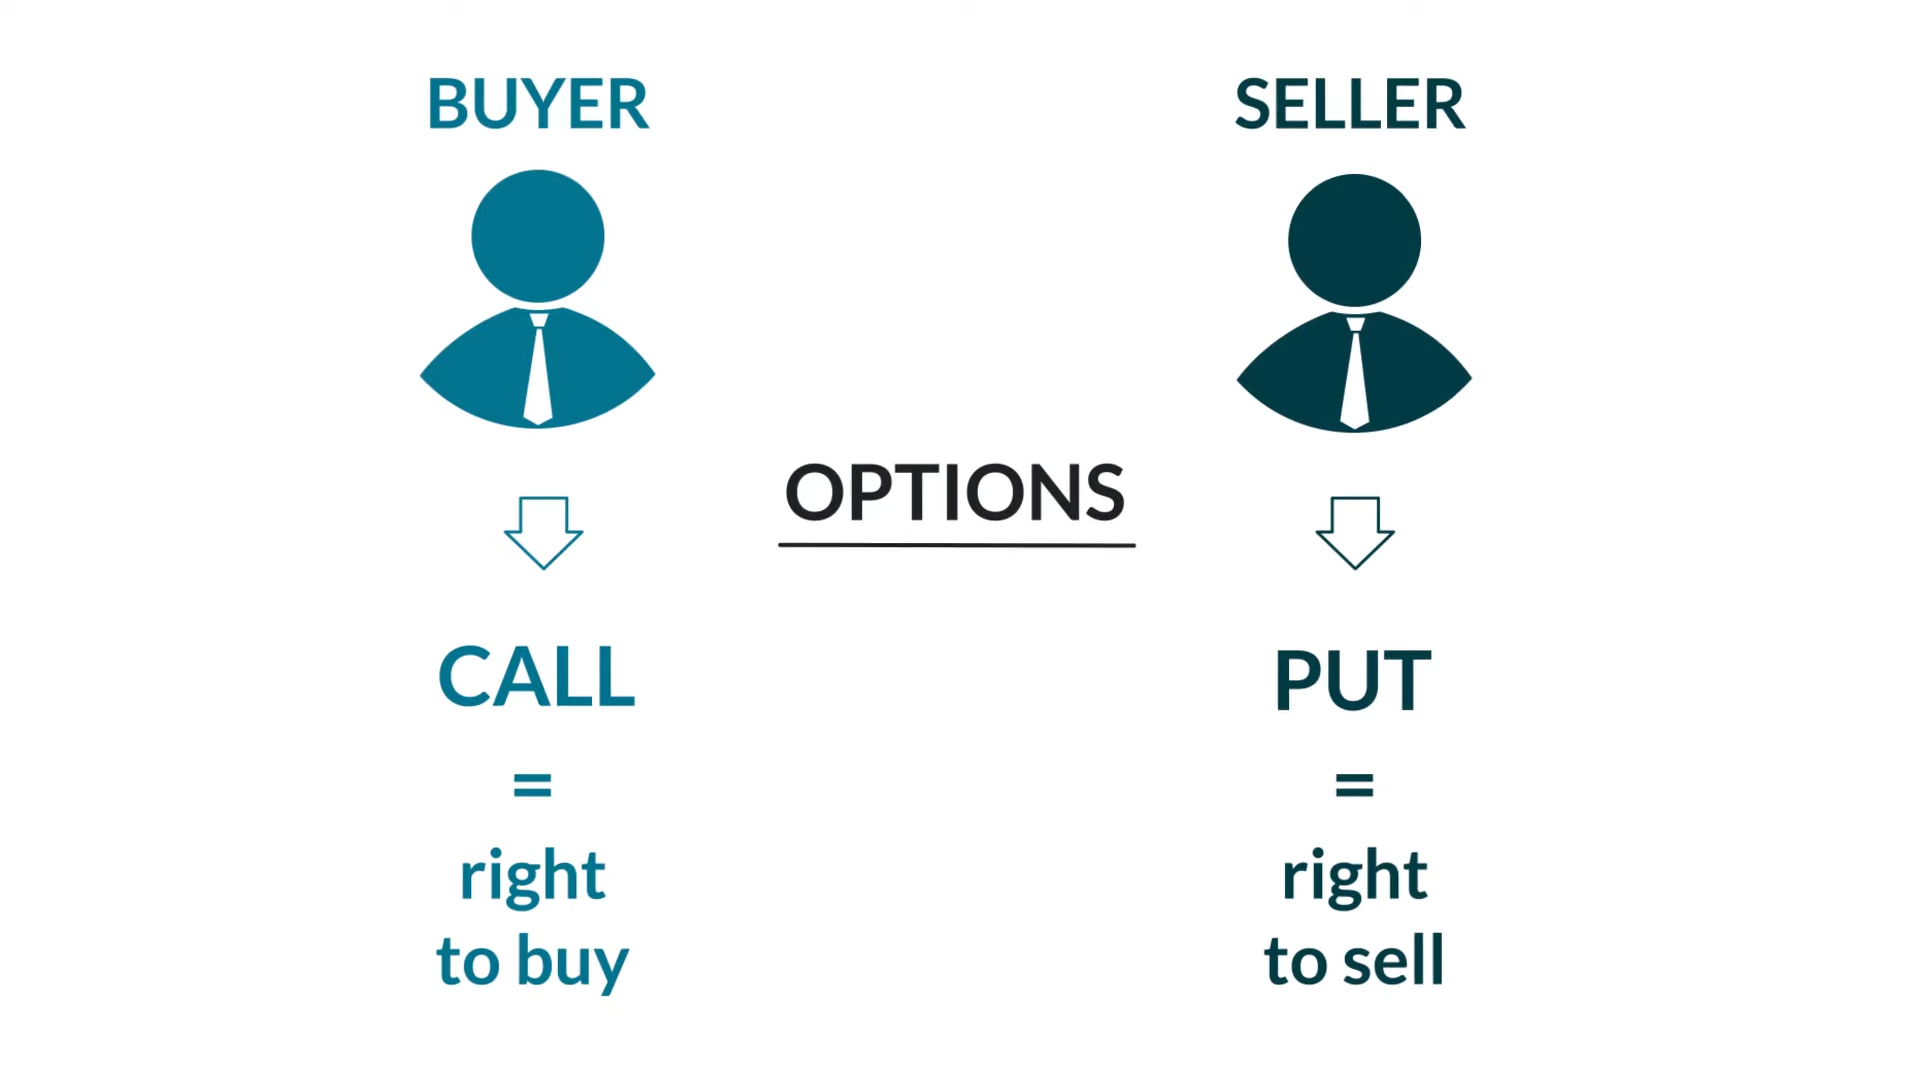 BUYER
SELLER
OPTIONS
CALL
PUT
=
=
right
to buy
right
to sell